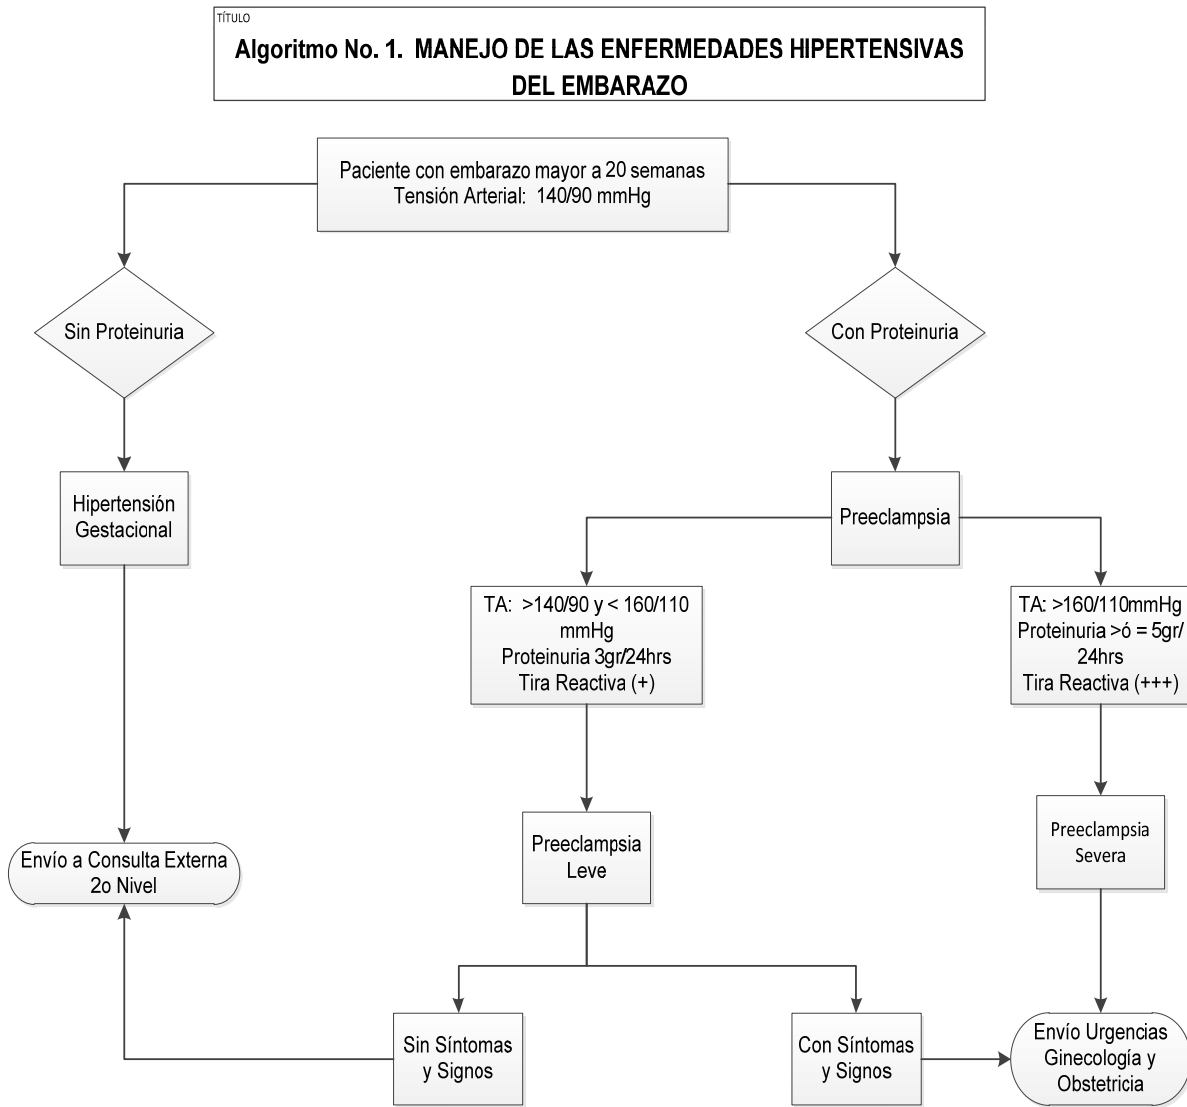 TÍTULO
Algoritmo No. 1. MANEJO DE LAS ENFERMEDADES HIPERTENSIVAS
DEL EMBARAZO
Paciente con embarazo mayor a 20 semanas
Tensión Arterial: 140/90 mmHg
Sin Proteinuria
Con Proteinuria
Hipertensión
Gestacional
Preeclampsia
TA: >140/90 y < 160/110
mmHg
Proteinuria 3gr/24hrs
Tira Reactiva (+)
TA: >160/110mmHg
Proteinuria >ó = 5gr/
24hrs
Tira Reactiva (+++)
Preeclampsia
Leve
Preeclampsia
Severa
Envío a Consulta Externa
2o Nivel
Sin Síntomas
y Signos
Con Síntomas
y Signos
Envío Urgencias
Ginecología y
Obstetricia